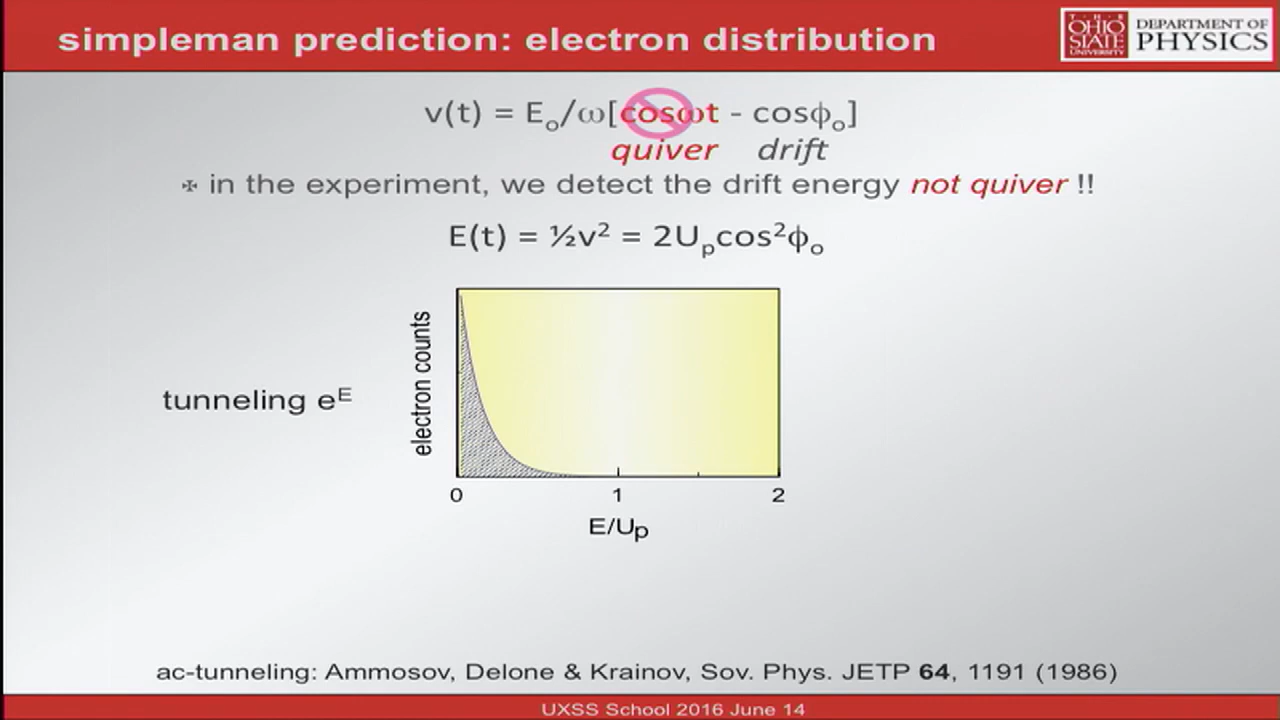 simpleman prediction: electron distribution
T·H·E
OHIO
STATE
UNIVERSITY
DEPARTMENT OF
PHYSICS
v(t) = Eₒ/ω[cosωt - cosϕₒ]
quiver drift
✠ in the experiment, we detect the drift energy not quiver !!
E(t) = ½v² = 2Uₚcos²ϕₒ
electron counts
tunneling eᴱ
0 1 2
E/Uₚ
ac-tunneling: Ammosov, Delone & Krainov, Sov. Phys. JETP 64, 1191 (1986)
UXSS School 2016 June 14